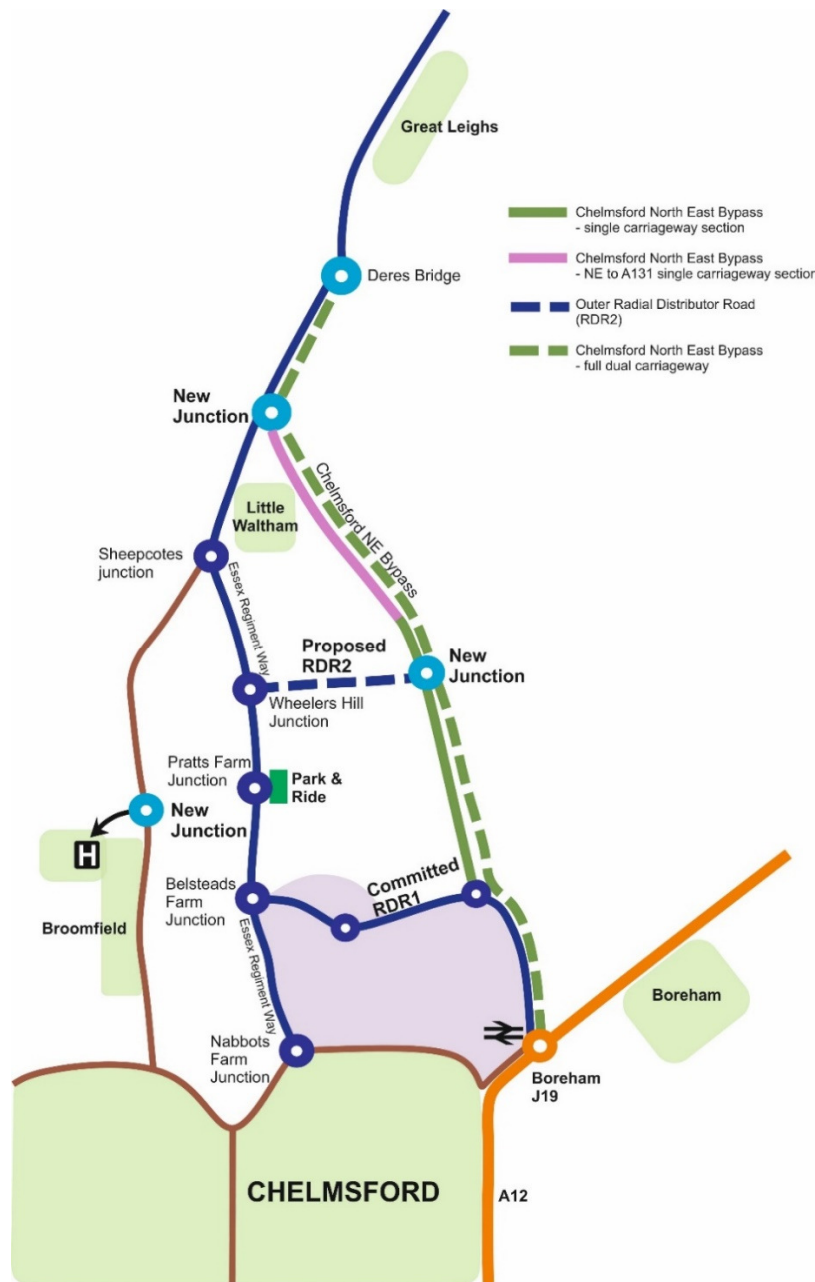 Great Leighs
Chelmsford North East Bypass
- single carriageway section
Chelmsford North East Bypass
- NE to A131 single carriageway section
Outer Radial Distributor Road
(RDR2)
Chelmsford North East Bypass
- full dual carriageway
Deres Bridge
New
Junction
Little
Waltham
Chelmsford NE Bypass
Sheepcotes
junction
Essex Regiment Way
Proposed
RDR2
New
Junction
Wheelers Hill
Junction
Pratts Farm
Junction
Park &
Ride
New
Junction
H
Belsteads
Farm
Junction
Committed
RDR1
Broomfield
Essex Regiment Way
Boreham
Nabbots
Farm
Junction
Boreham
J19
CHELMSFORD
A12